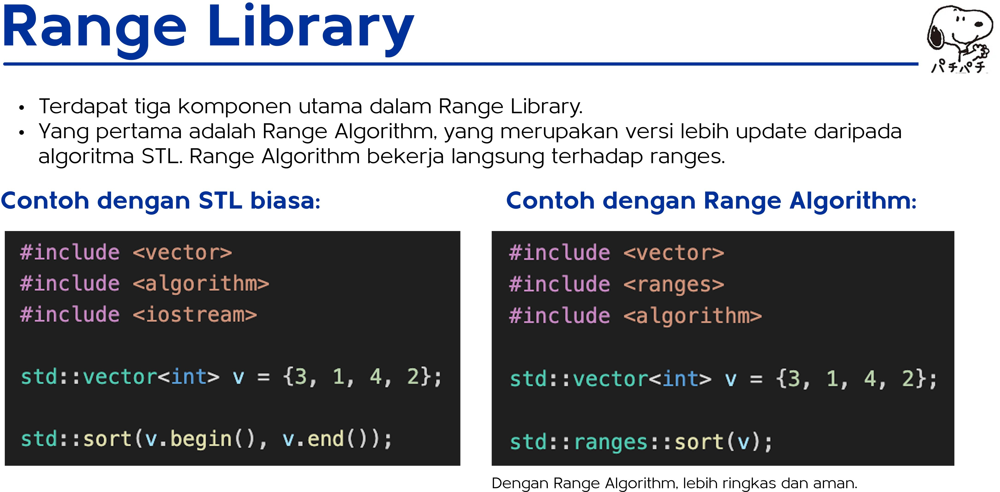 Range Library
パチパチ
• Terdapat tiga komponen utama dalam Range Library.
• Yang pertama adalah Range Algorithm, yang merupakan versi lebih update daripada
algoritma STL. Range Algorithm bekerja langsung terhadap ranges.
Contoh dengan STL biasa:
#include <vector>
#include <algorithm>
#include <iostream>
std::vector<int> v = {3, 1, 4, 2};
std::sort(v.begin(), v.end());
Contoh dengan Range Algorithm:
#include <vector>
#include <ranges>
#include <algorithm>
std::vector<int> v = {3, 1, 4, 2};
std::ranges::sort(v);
Dengan Range Algorithm, lebih ringkas dan aman.